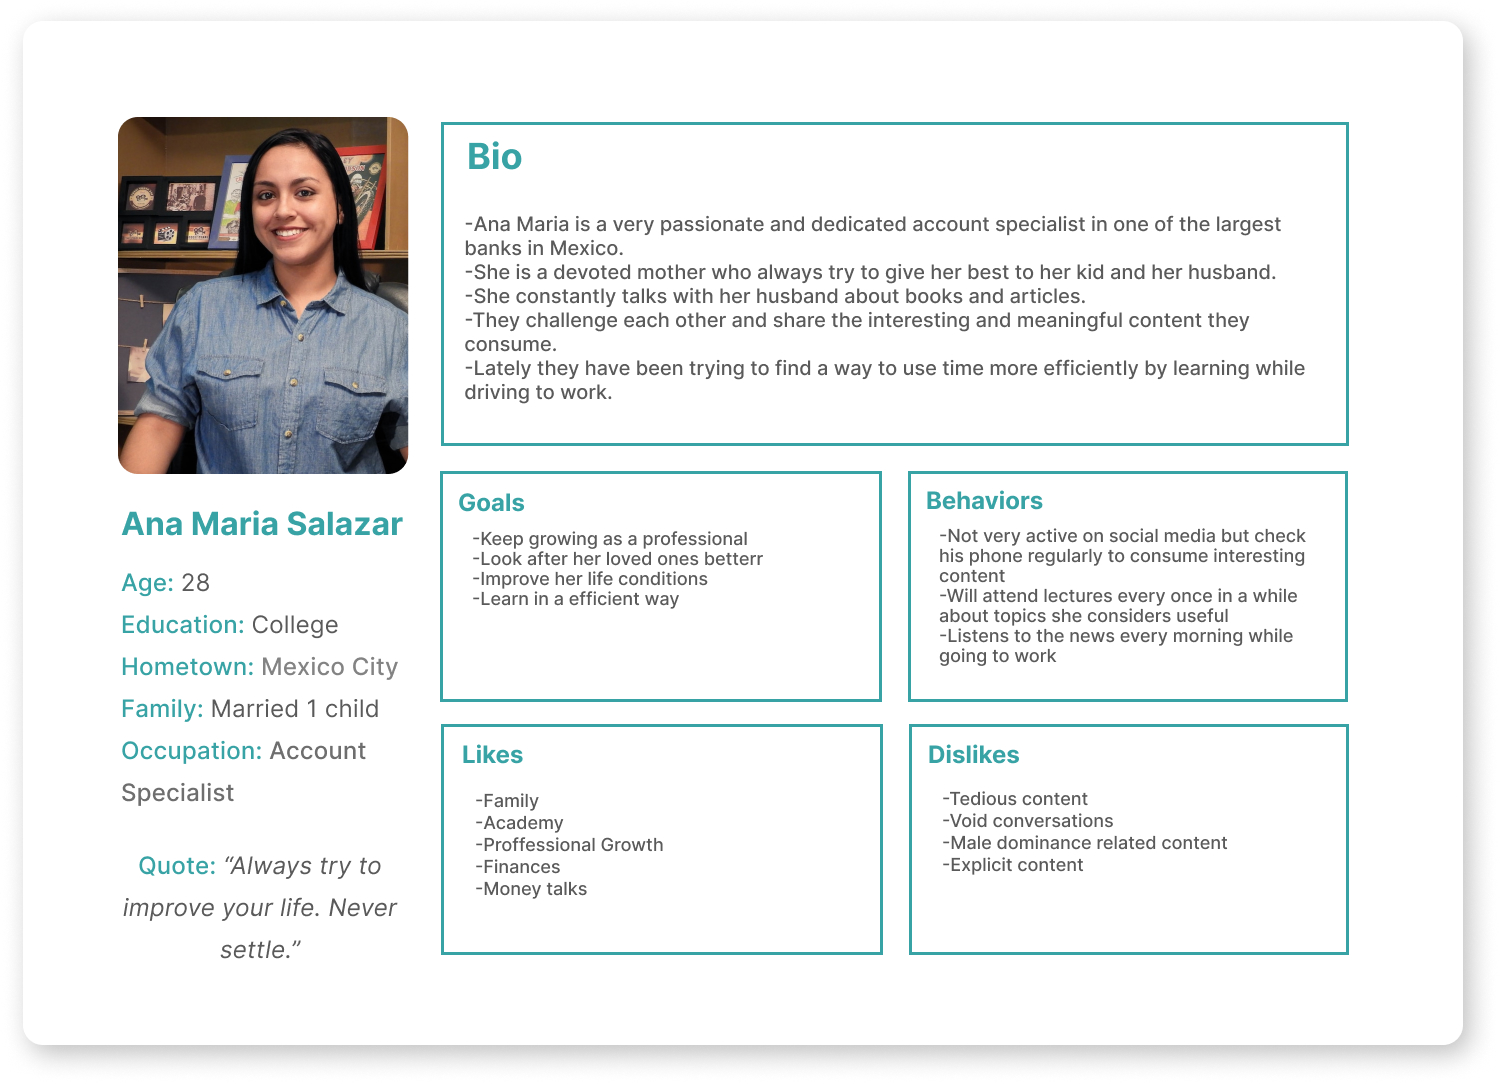 Ana Maria Salazar
Age: 28
Education: College
Hometown: Mexico City
Family: Married 1 child
Occupation: Account
Specialist
Quote: “Always try to
improve your life. Never
settle.”
Bio
-Ana Maria is a very passionate and dedicated account specialist in one of the largest
banks in Mexico.
-She is a devoted mother who always try to give her best to her kid and her husband.
-She constantly talks with her husband about books and articles.
-They challenge each other and share the interesting and meaningful content they
consume.
-Lately they have been trying to find a way to use time more efficiently by learning while
driving to work.
Goals
-Keep growing as a professional
-Look after her loved ones betterr
-Improve her life conditions
-Learn in a efficient way
Behaviors
-Not very active on social media but check
his phone regularly to consume interesting
content
-Will attend lectures every once in a while
about topics she considers useful
-Listens to the news every morning while
going to work
Likes
-Family
-Academy
-Proffessional Growth
-Finances
-Money talks
Dislikes
-Tedious content
-Void conversations
-Male dominance related content
-Explicit content